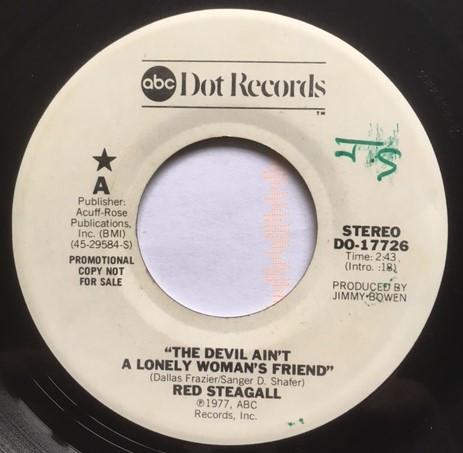 abc Dot Records
TM
★
A
Publisher:
Acuff-Rose
Publications,
Inc. (BMI)
(45-29584-S)
PROMOTIONAL
COPY NOT
FOR SALE
STEREO
DO-17726
Time: 2:43
(Intro. :18)
PRODUCED BY
JIMMY BOWEN
"THE DEVIL AIN'T
A LONELY WOMAN'S FRIEND"
(Dallas Frazier/Sanger D. Shafer)
RED STEAGALL
℗1977, ABC
Records, Inc.